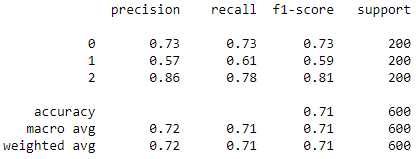 precision recall f1-score support
0 0.73 0.73 0.73 200
1 0.57 0.61 0.59 200
2 0.86 0.78 0.81 200
accuracy 0.71 600
macro avg 0.72 0.71 0.71 600
weighted avg 0.72 0.71 0.71 600